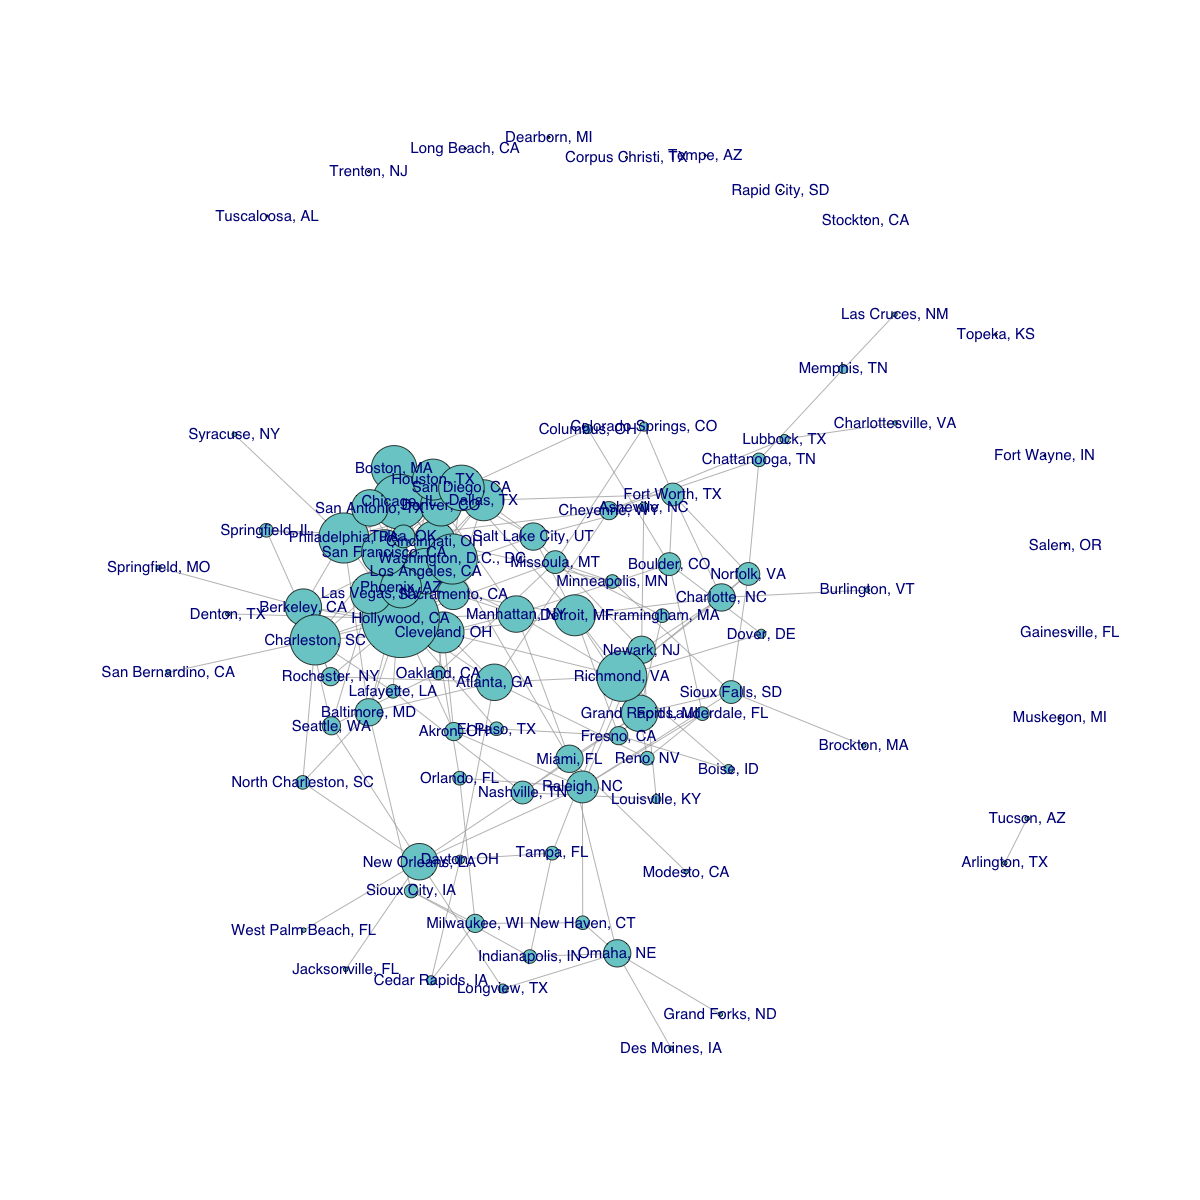 Dearborn, MI
Long Beach, CA
Corpus Christi, TX
Tempe, AZ
Trenton, NJ
Rapid City, SD
Tuscaloosa, AL
Stockton, CA
Las Cruces, NM
Topeka, KS
Memphis, TN
Charlottesville, VA
Colorado Springs, CO
Columbus, OH
Syracuse, NY
Lubbock, TX
Fort Wayne, IN
Chattanooga, TN
Boston, MA
Houston, TX
San Diego, CA
Fort Worth, TX
Chicago, IL
Dallas, TX
Denver, CO
San Antonio, TX
Asheville, NC
Cheyenne, WY
Springfield, IL
Philadelphia, PA
Tulsa, OK
Salt Lake City, UT
Cincinnati, OH
Salem, OR
San Francisco, CA
Washington, D.C., DC
Missoula, MT
Boulder, CO
Springfield, MO
Los Angeles, CA
Norfolk, VA
Minneapolis, MN
Phoenix, AZ
Burlington, VT
Las Vegas, NV
Sacramento, CA
Charlotte, NC
Berkeley, CA
Denton, TX
Manhattan, NY
Detroit, MI
Framingham, MA
Hollywood, CA
Cleveland, OH
Dover, DE
Gainesville, FL
Charleston, SC
Newark, NJ
San Bernardino, CA
Oakland, CA
Rochester, NY
Richmond, VA
Atlanta, GA
Lafayette, LA
Sioux Falls, SD
Baltimore, MD
Grand Rapids, MI
Fort Lauderdale, FL
Muskegon, MI
Seattle, WA
El Paso, TX
Akron, OH
Fresno, CA
Brockton, MA
Miami, FL
Reno, NV
Boise, ID
Orlando, FL
North Charleston, SC
Raleigh, NC
Nashville, TN
Louisville, KY
Tucson, AZ
Tampa, FL
Dayton, OH
New Orleans, LA
Arlington, TX
Modesto, CA
Sioux City, IA
Milwaukee, WI
New Haven, CT
West Palm Beach, FL
Omaha, NE
Indianapolis, IN
Jacksonville, FL
Cedar Rapids, IA
Longview, TX
Grand Forks, ND
Des Moines, IA